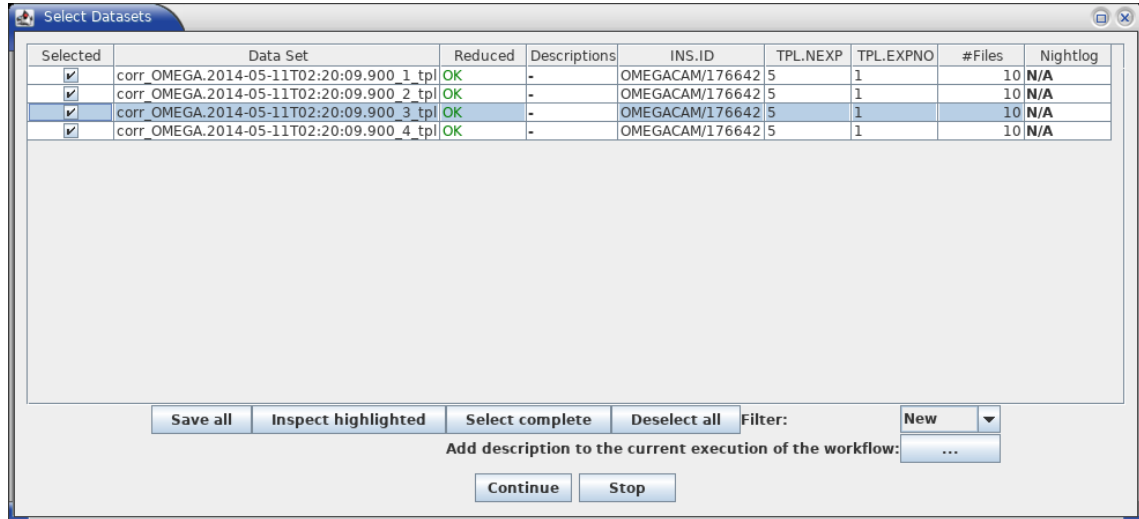 Select Datasets
Selected Data Set Reduced Descriptions INS.ID TPL.NEXP TPL.EXPNO #Files Nightlog
corr_OMEGA.2014-05-11T02:20:09.900_1_tpl OK - OMEGACAM/176642 5 1 10 N/A
corr_OMEGA.2014-05-11T02:20:09.900_2_tpl OK - OMEGACAM/176642 5 1 10 N/A
corr_OMEGA.2014-05-11T02:20:09.900_3_tpl OK - OMEGACAM/176642 5 1 10 N/A
corr_OMEGA.2014-05-11T02:20:09.900_4_tpl OK - OMEGACAM/176642 5 1 10 N/A
Save all Inspect highlighted Select complete Deselect all Filter: New
Add description to the current execution of the workflow: ...
Continue Stop